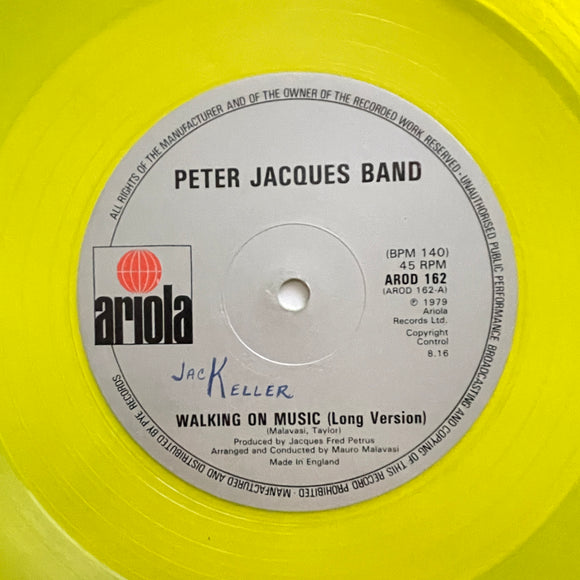 ALL RIGHTS OF THE MANUFACTURER AND OF THE OWNER OF THE RECORDED WORK RESERVED · UNAUTHORISED PUBLIC PERFORMANCE BROADCASTING AND COPYING OF THIS RECORD PROHIBITED · MANUFACTURED AND DISTRIBUTED BY PYE RECORDS
PETER JACQUES BAND
ariola
(BPM 140)
45 RPM
AROD 162
(AROD 162-A)
℗ 1979
Ariola
Records Ltd.
Copyright
Control
8.16
JACKELLER
WALKING ON MUSIC (Long Version)
(Malavasi, Taylor)
Produced by Jacques Fred Petrus
Arranged and Conducted by Mauro Malavasi
Made in England